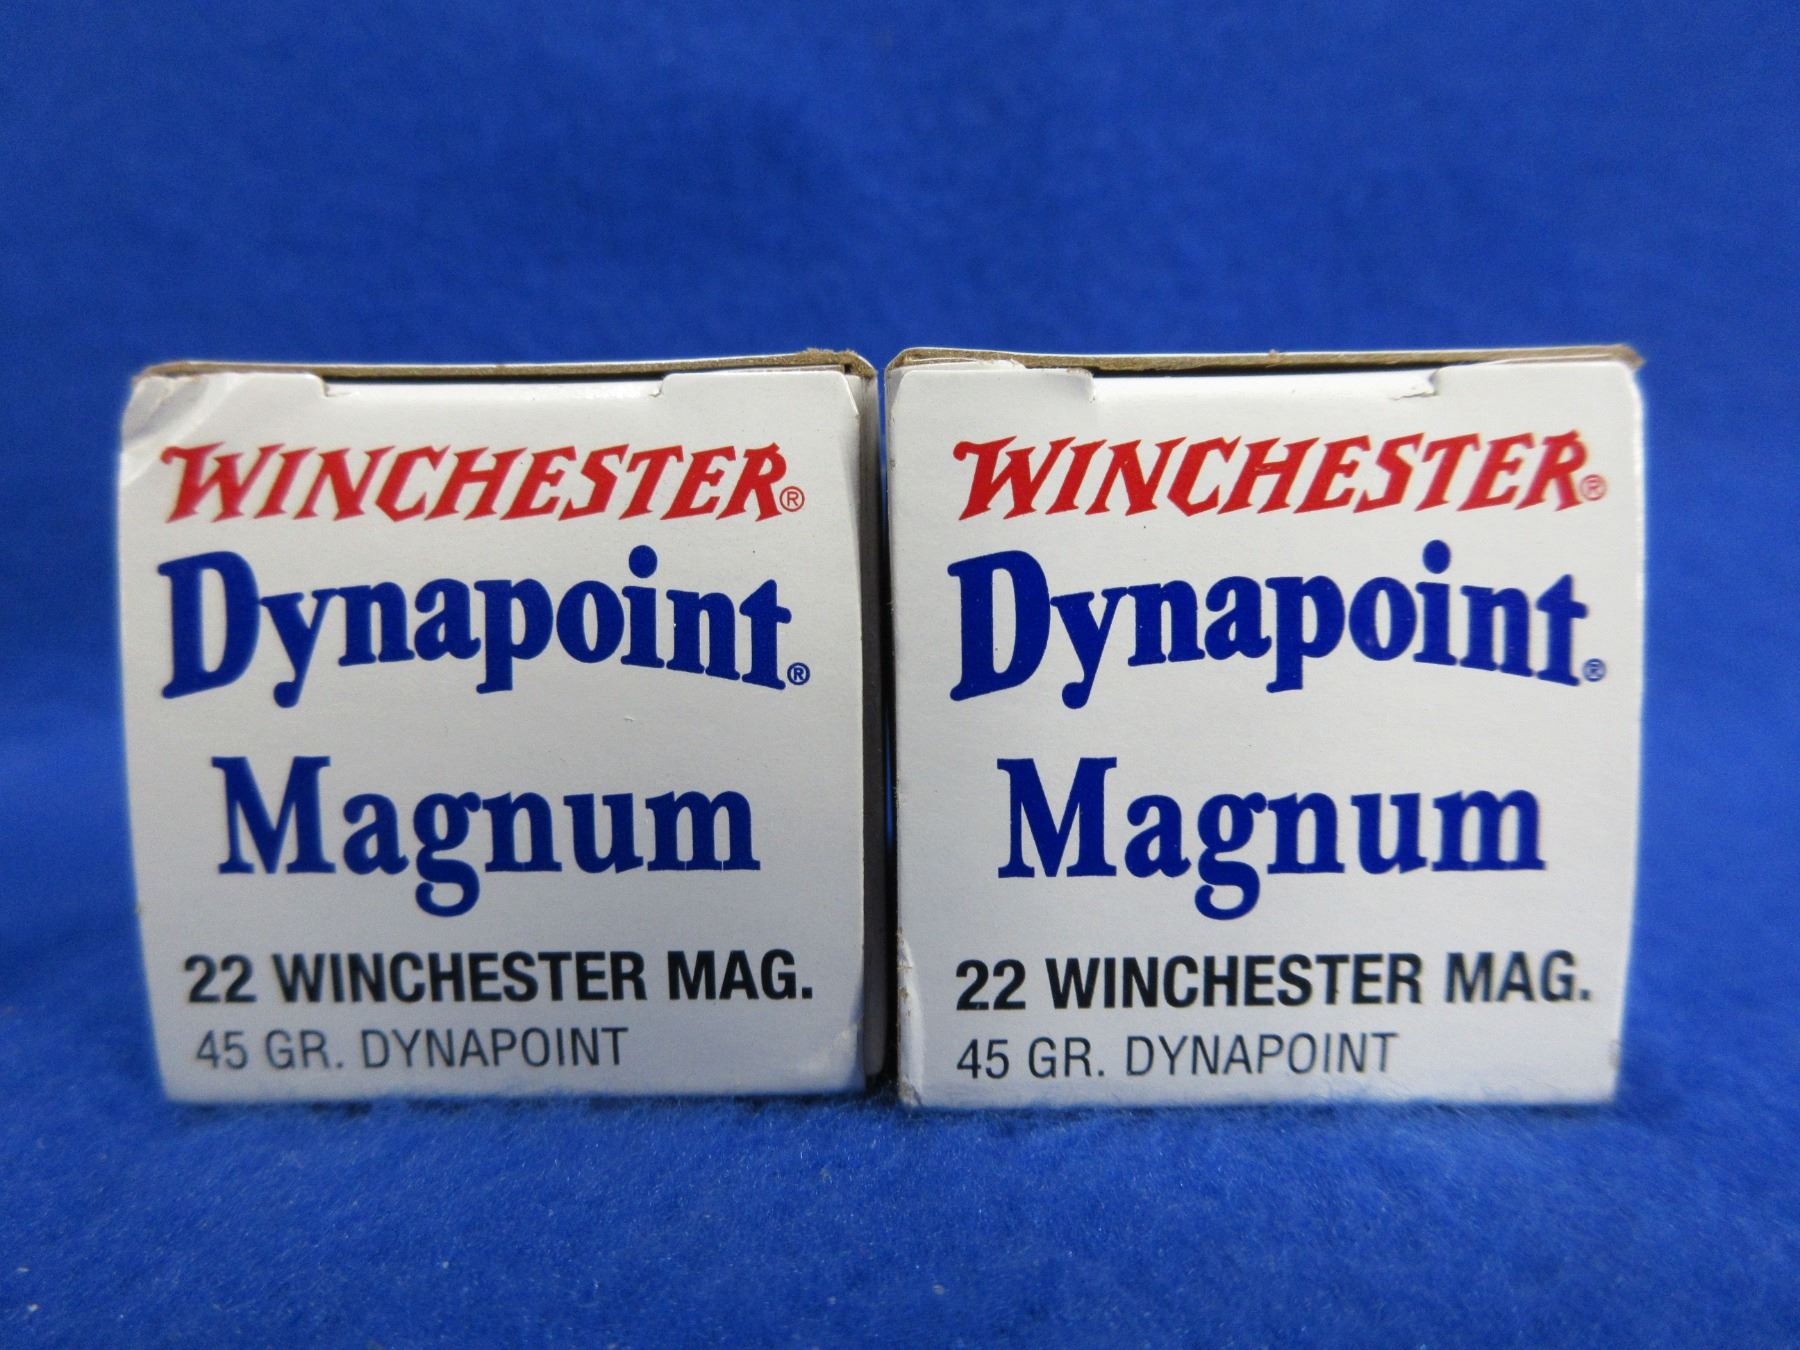 WINCHESTER®
Dynapoint®
Magnum
22 WINCHESTER MAG.
45 GR. DYNAPOINT
WINCHESTER®
Dynapoint®
Magnum
22 WINCHESTER MAG.
45 GR. DYNAPOINT